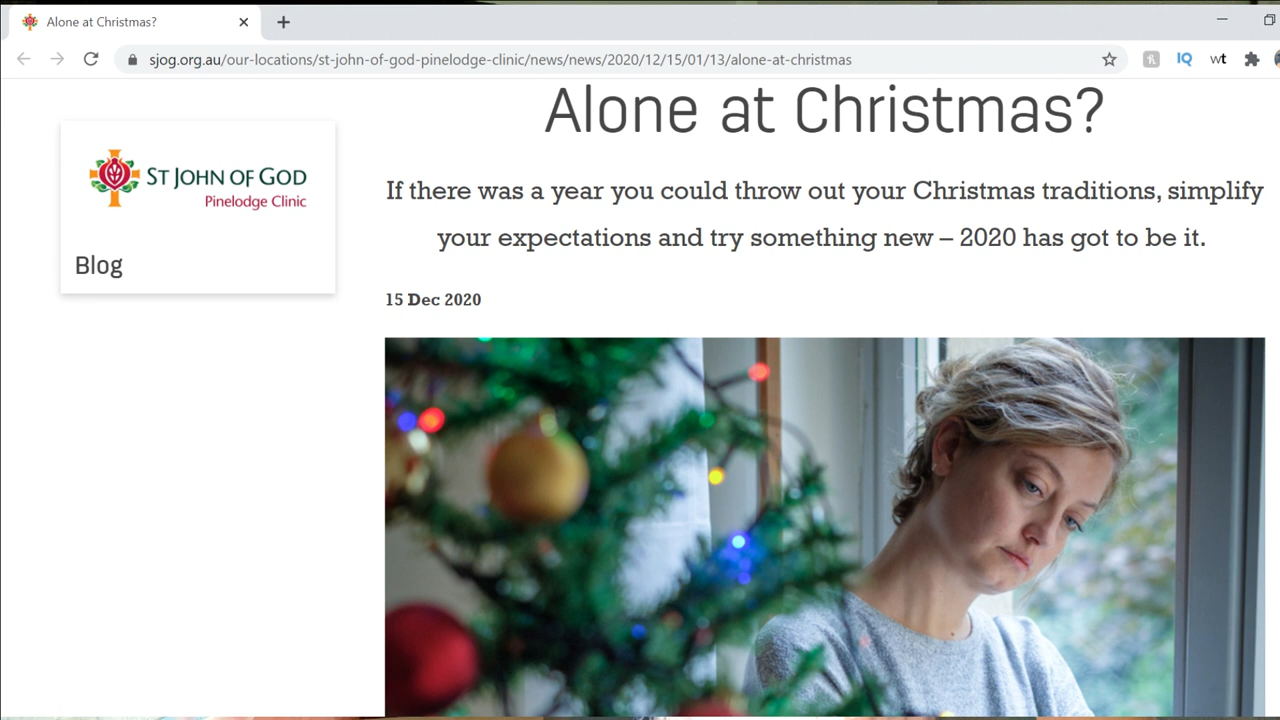 Alone at Christmas?
sjog.org.au/our-locations/st-john-of-god-pinelodge-clinic/news/news/2020/12/15/01/13/alone-at-christmas
IQ
wt
Alone at Christmas?
ST JOHN OF GOD
Pinelodge Clinic
Blog
If there was a year you could throw out your Christmas traditions, simplify
your expectations and try something new – 2020 has got to be it.
15 Dec 2020